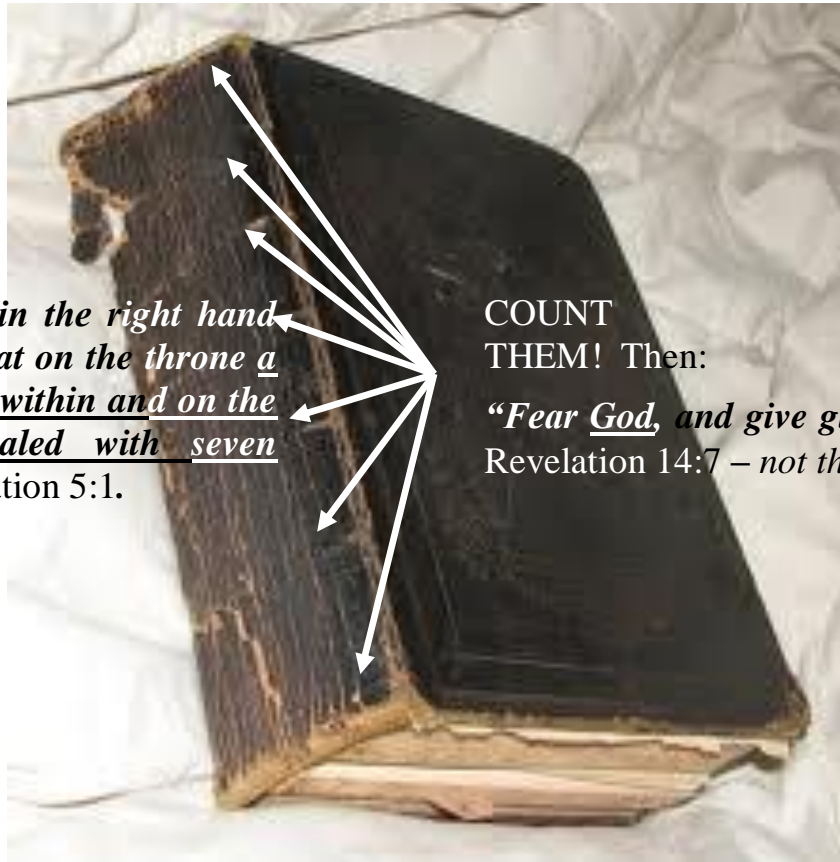 in the right hand
at on the throne a
within and on the
aled with seven
tion 5:1.
COUNT
THEM! Then:
“Fear God, and give g
Revelation 14:7 – not th